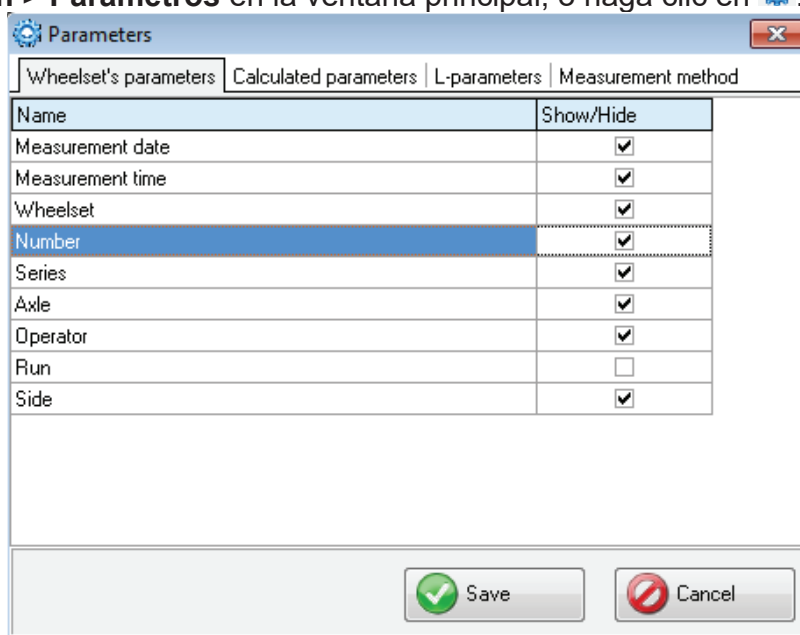 > Parámetros en la ventana principal, o haga clic en
Parameters
Wheelset's parameters Calculated parameters L-parameters Measurement method
Name Show/Hide
Measurement date
Measurement time
Wheelset
Number
Series
Axle
Operator
Run
Side
Save Cancel